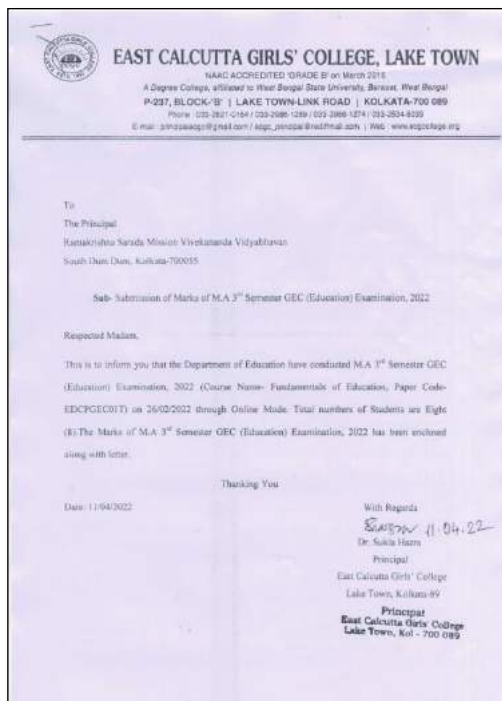 EAST CALCUTTA GIRLS' COLLEGE, LAKE TOWN
NAAC ACCREDITED 'GRADE B' on March 2016
A Degree College, affiliated to West Bengal State University, Barasat, West Bengal
P-237, BLOCK-'B' | LAKE TOWN-LINK ROAD | KOLKATA-700 089
Phone :
E-mail : | Web : www.ecgcollege.org
To
The Principal
Ramakrishna Sarada Mission Vivekananda Vidyabhavan
South Dum Dum, Kolkata-700055
Sub- Submission of Marks of M.A 3rd Semester GEC (Education) Examination, 2022
Respected Madam,
This is to inform you that the Department of Education have conducted M.A 3rd Semester GEC
(Education) Examination, 2022 (Course Name- Fundamentals of Education, Paper Code-
EDCPGEC01T) on 26/02/2022 through Online Mode. Total numbers of Students are Eight
(8).The Marks of M.A 3rd Semester GEC (Education) Examination, 2022 has been enclosed
along with letter.
Thanking You
Date: 11/04/2022
With Regards
11.04.22
Dr. Sukla Hazra
Principal
East Calcutta Girls' College
Lake Town, Kolkata-89
Principal
East Calcutta Girls' College
Lake Town, Kol - 700 089